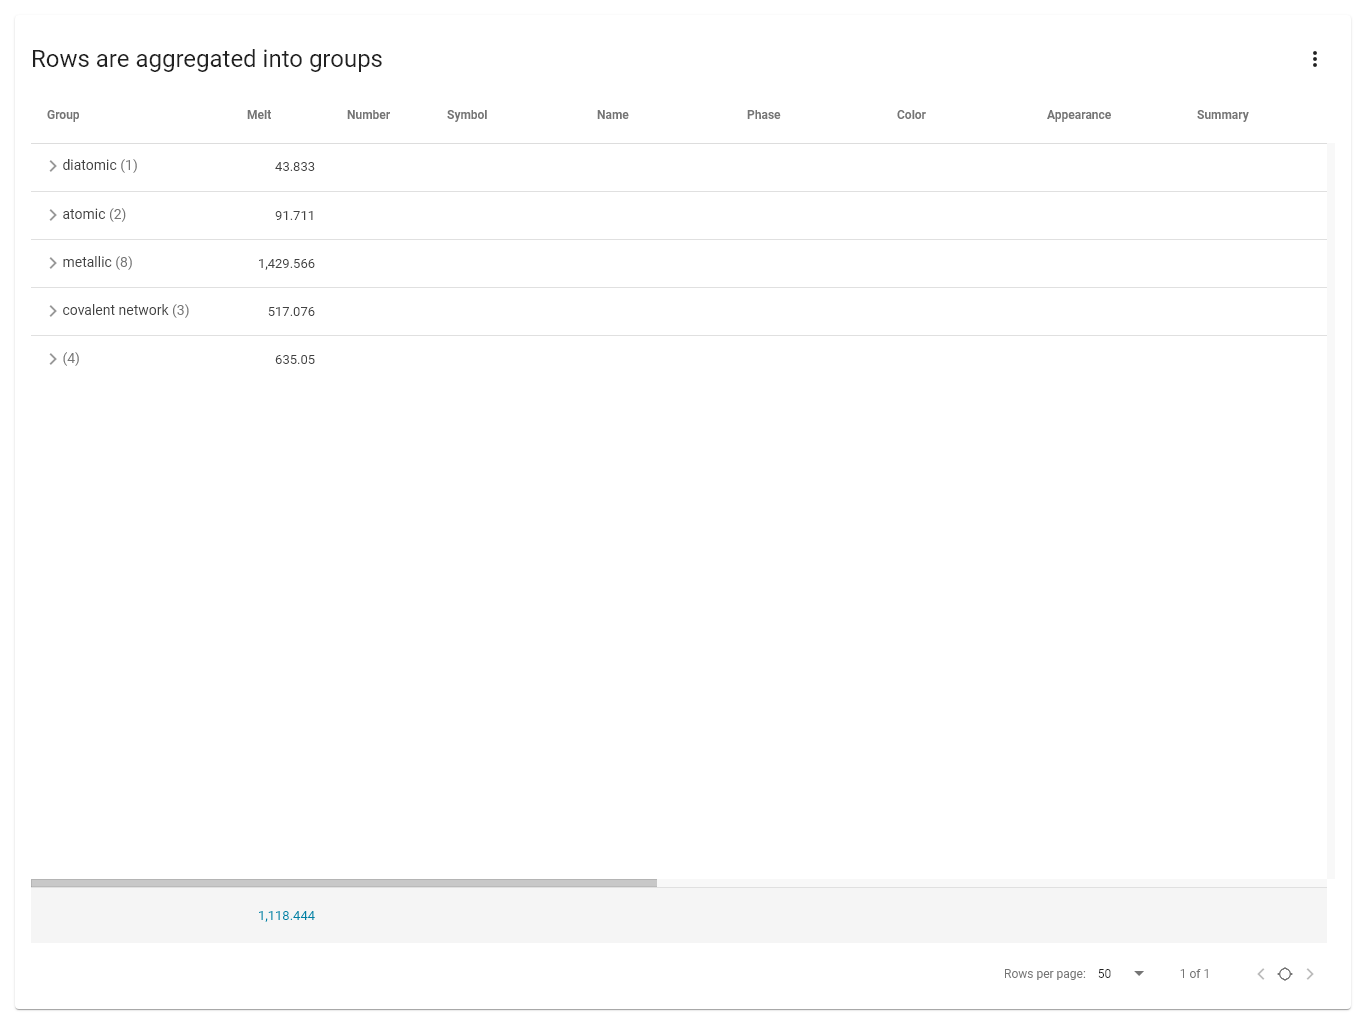 Rows are aggregated into groups
Group Melt Number Symbol Name Phase Color Appearance Summary
diatomic (1) 43.833
atomic (2) 91.711
metallic (8) 1,429.566
covalent network (3) 517.076
(4) 635.05
1,118.444
Rows per page: 50 1 of 1